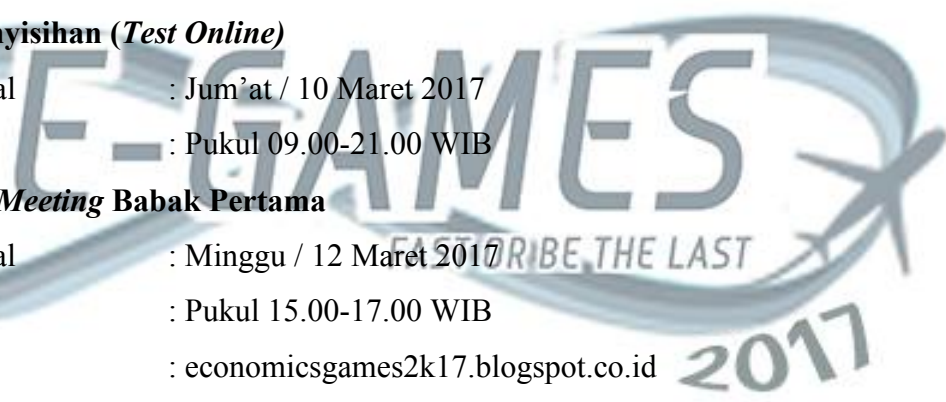 yisihan (Test Online)
al : Jum’at / 10 Maret 2017
: Pukul 09.00-21.00 WIB
Meeting Babak Pertama
al : Minggu / 12 Maret 2017
: Pukul 15.00-17.00 WIB
: economicsgames2k17.blogspot.co.id
E-GAMES
FAST OR BE THE LAST
2017